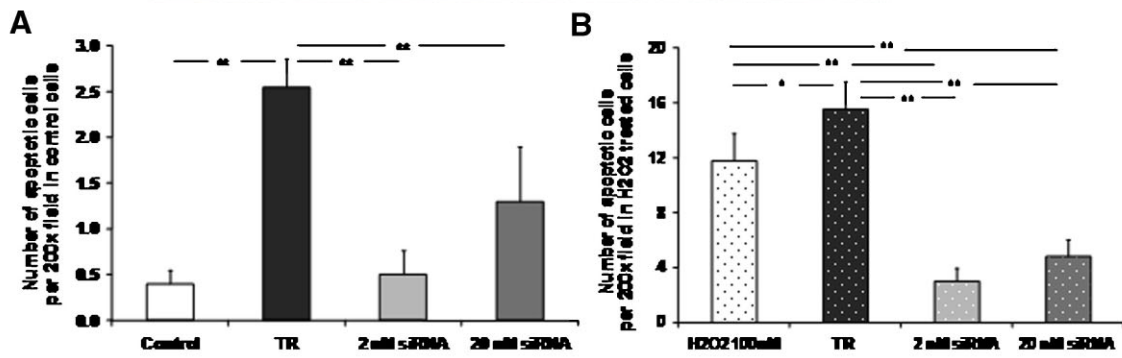 A
Number of apoptotic cells
per 200x field in control cells
3.0
2.5
2.0
1.5
1.0
0.5
0.0
**
**
**
Control
TR
2 nM siRNA
20 nM siRNA
B
Number of apoptotic cells
per 200x field in H2O2 treated cells
20
16
12
8
4
0
**
**
*
**
**
H2O2 100uM
TR
2 nM siRNA
20 nM siRNA